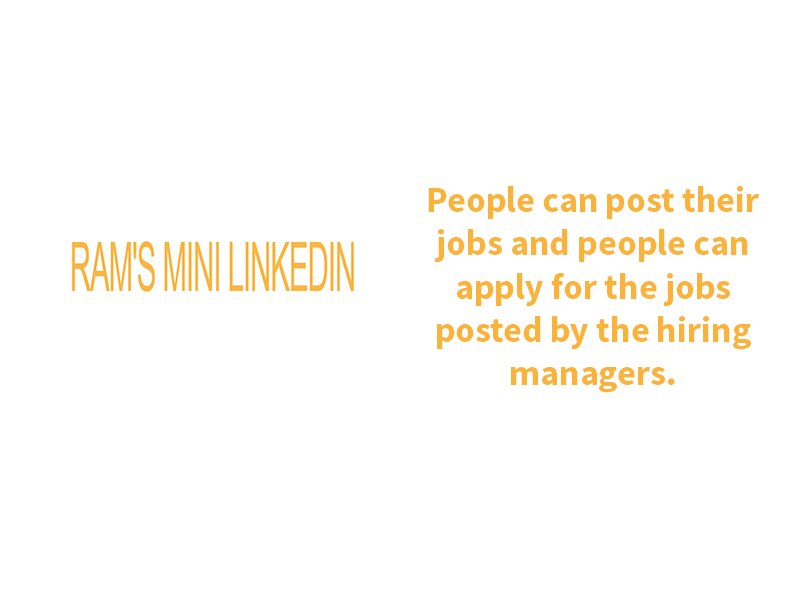 RAM'S MINI LINKEDIN
People can post their
jobs and people can
apply for the jobs
posted by the hiring
managers.